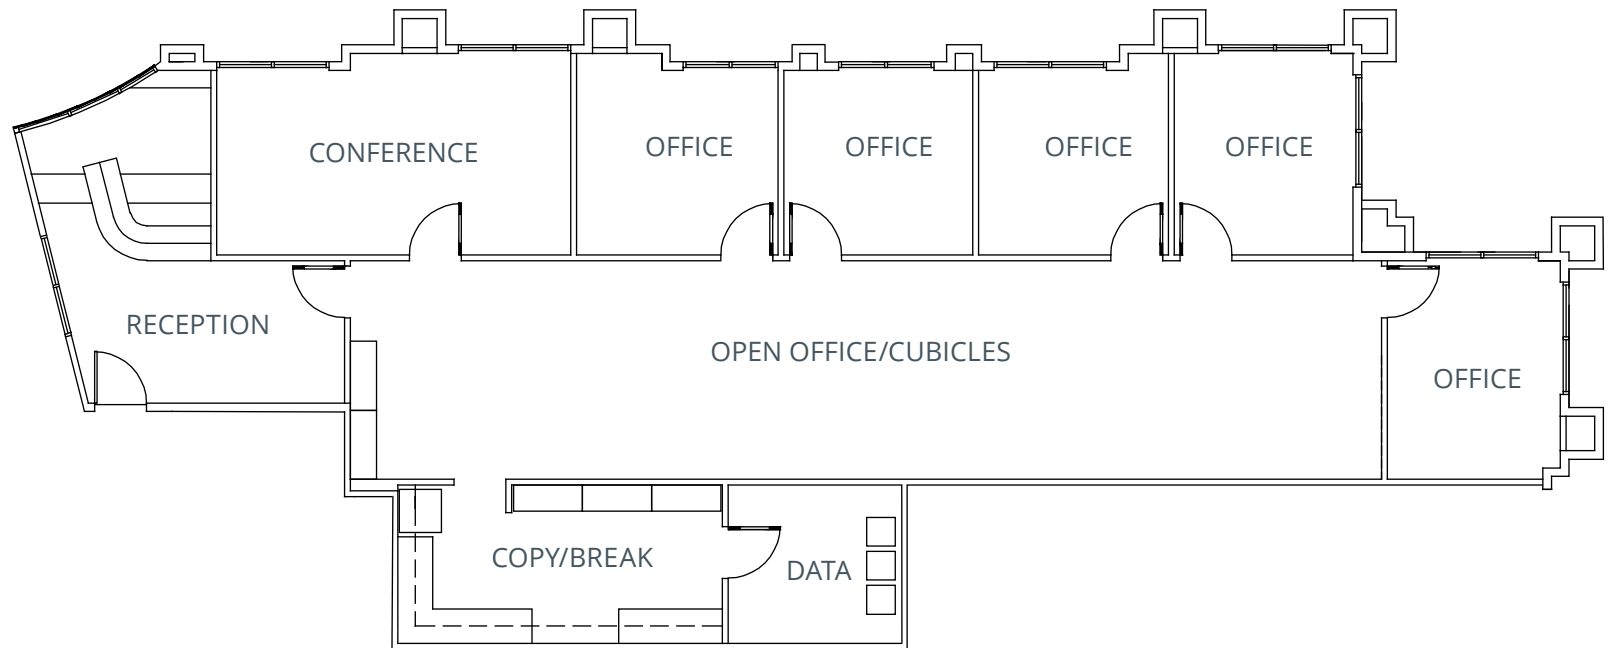 CONFERENCE
OFFICE
OFFICE
OFFICE
OFFICE
RECEPTION
OPEN OFFICE/CUBICLES
OFFICE
COPY/BREAK
DATA